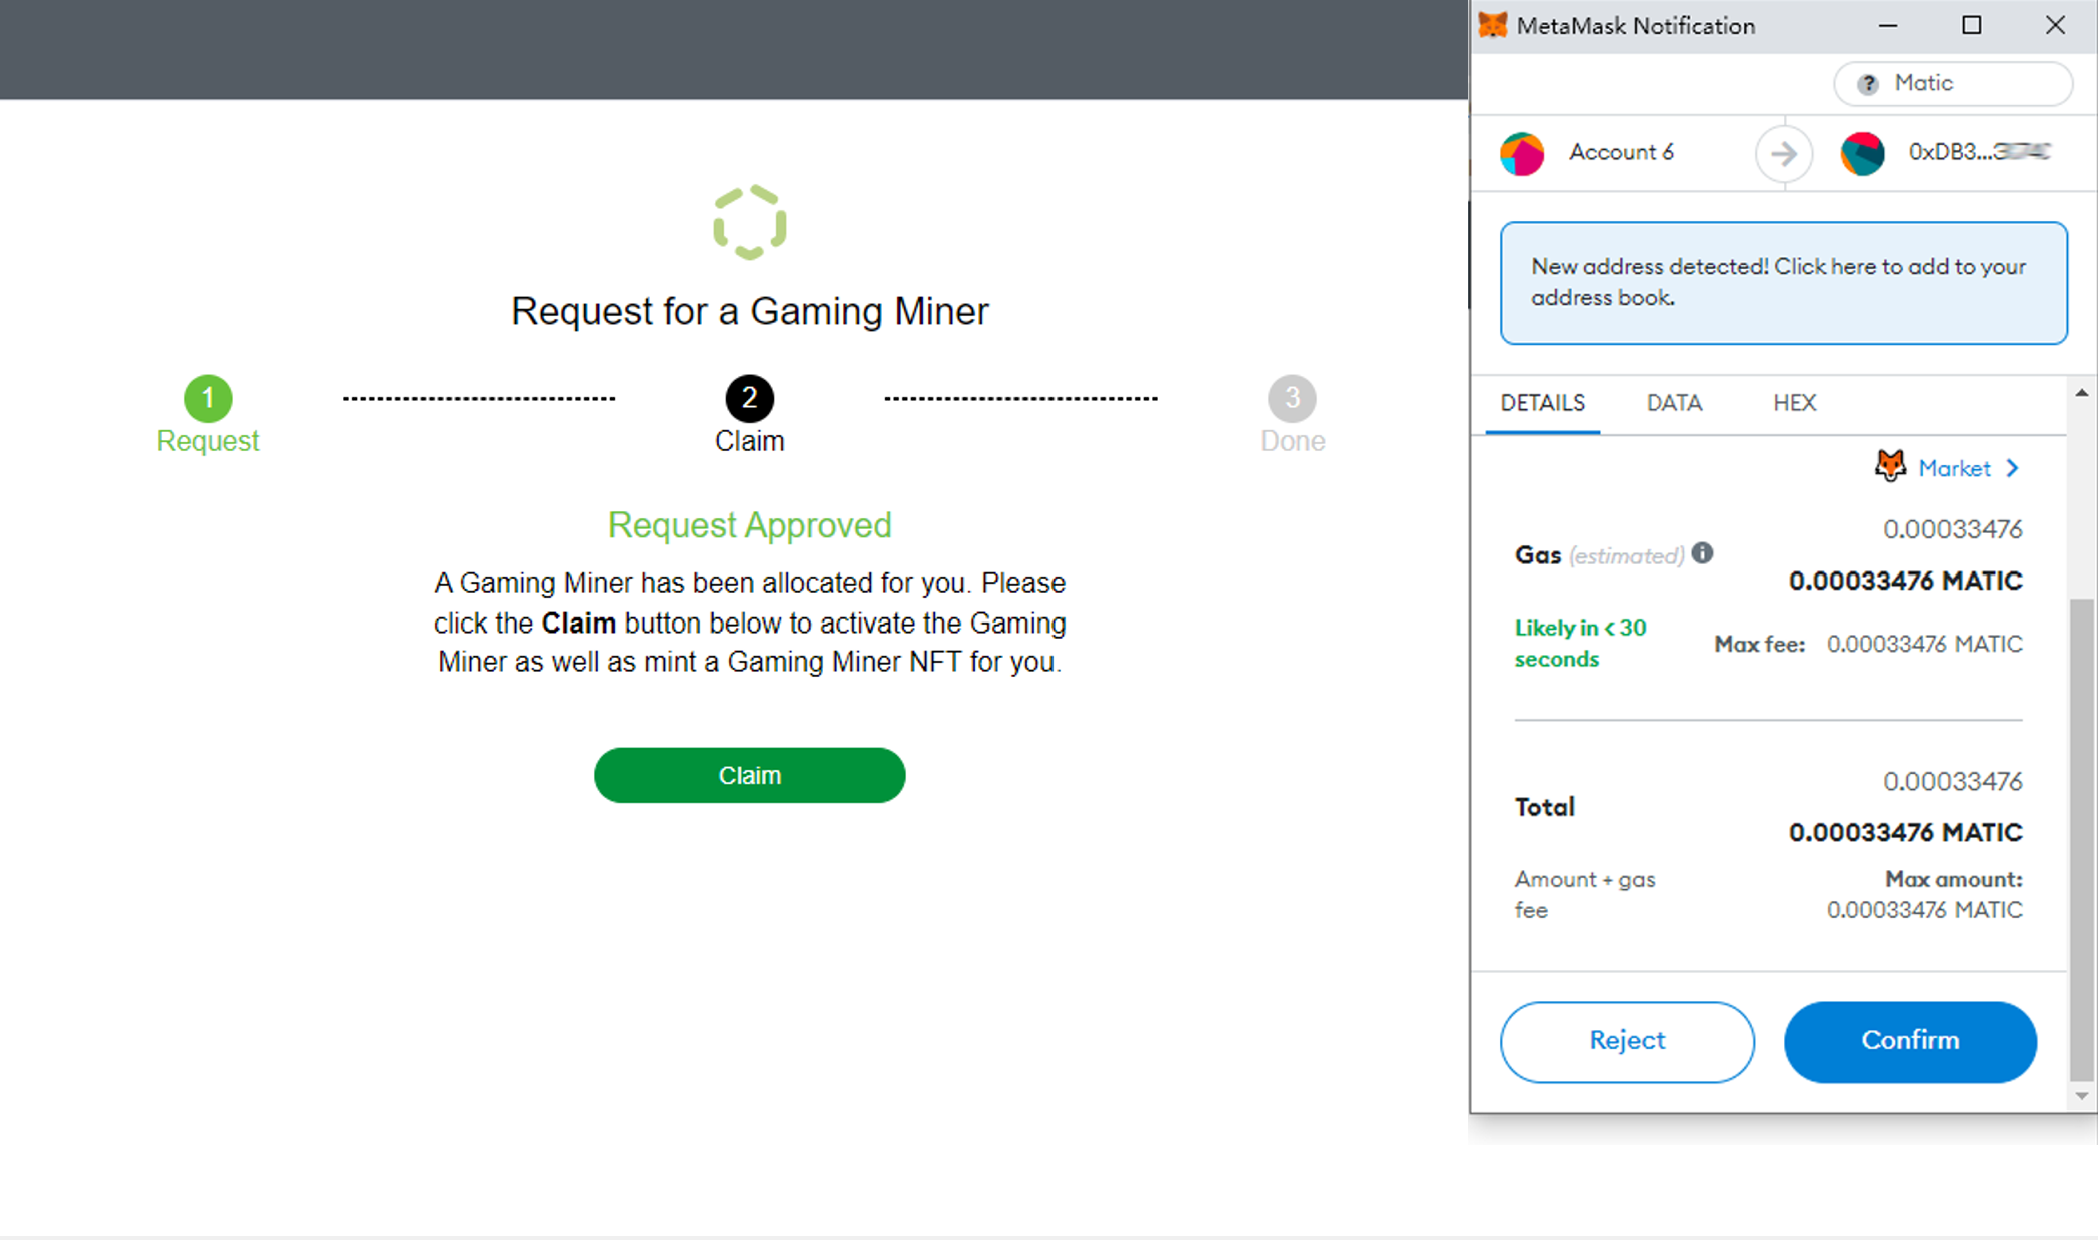 Request for a Gaming Miner
1
2
3
Request
Claim
Done
Request Approved
A Gaming Miner has been allocated for you. Please
click the Claim button below to activate the Gaming
Miner as well as mint a Gaming Miner NFT for you.
Claim
MetaMask Notification
? Matic
Account 6
0xDB3...
New address detected! Click here to add to your
address book.
DETAILS DATA HEX
Market >
0.00033476
Gas (estimated)
0.00033476 MATIC
Likely in < 30
seconds
Max fee: 0.00033476 MATIC
0.00033476
Total
0.00033476 MATIC
Amount + gas
fee
Max amount:
0.00033476 MATIC
Reject
Confirm